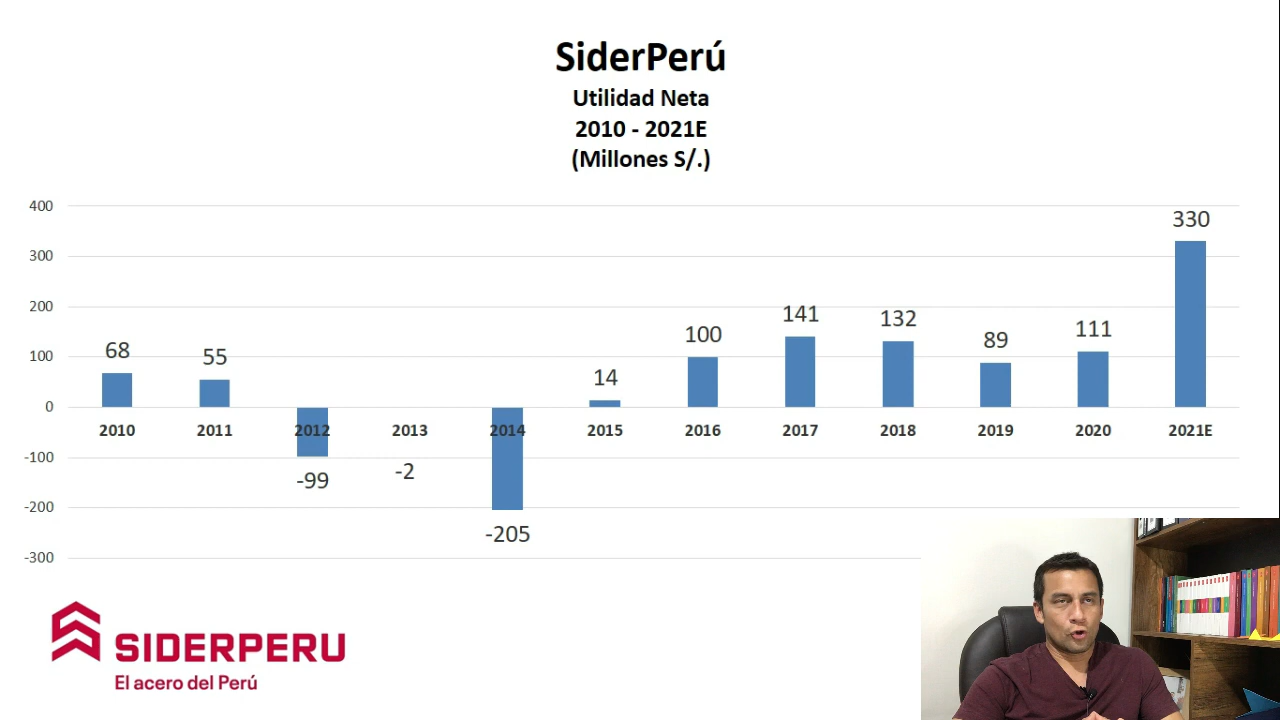 SiderPerú
Utilidad Neta
2010 - 2021E
(Millones S/.)
400
300
200
100
0
-100
-200
-300
68
55
-99
-2
-205
14
100
141
132
89
111
330
2010 2011 2012 2013 2014 2015 2016 2017 2018 2019 2020 2021E
SIDERPERU
El acero del Perú